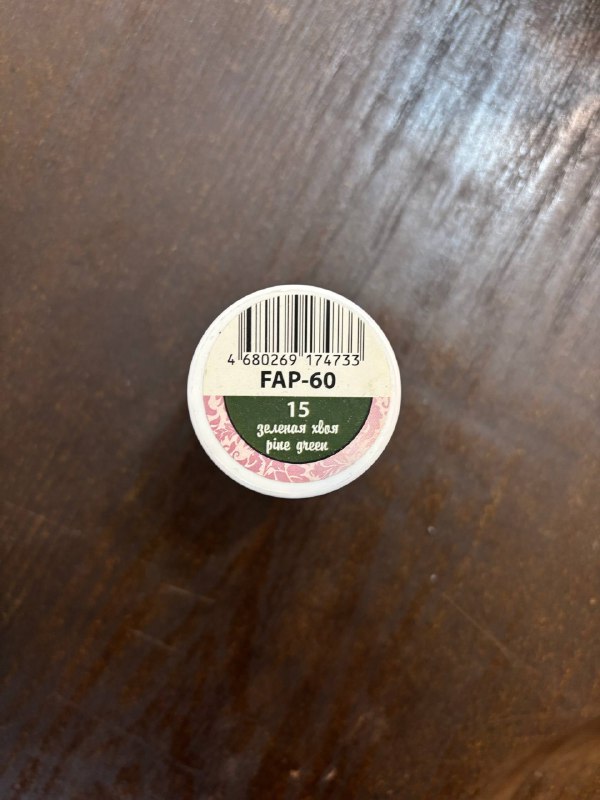 4 680269 174733
FAP-60
15
зеленая хвоя
pine green